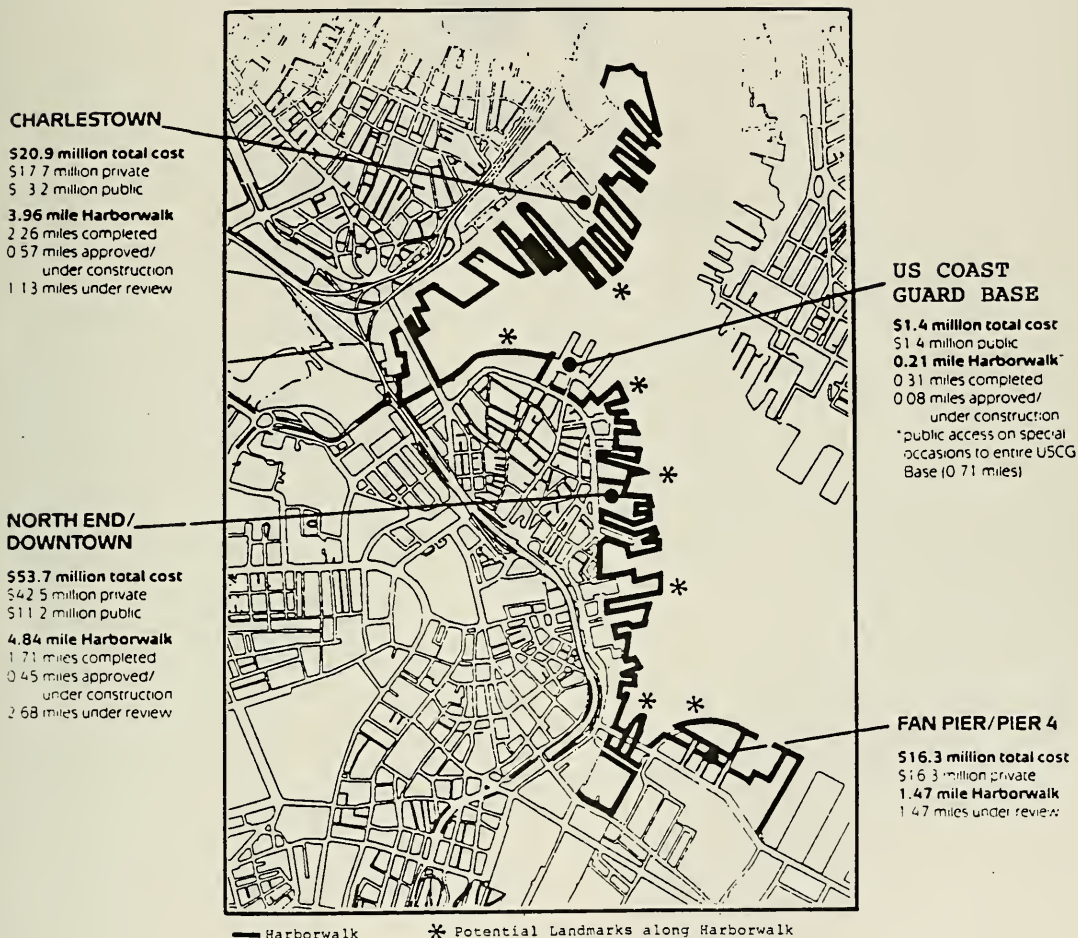 CHARLESTOWN
$20.9 million total cost
$17 7 million private
$ 3 2 million public
3.96 mile Harborwalk
2 26 miles completed
0 57 miles approved/
under construction
1 13 miles under review
US COAST
GUARD BASE
$1.4 million total cost
$1 4 million public
0.21 mile Harborwalk*
0 31 miles completed
0 08 miles approved/
under construction
*public access on special
occasions to entire USCG
Base (0 71 miles)
NORTH END/
DOWNTOWN
$53.7 million total cost
$42 5 million private
$11 2 million public
4.84 mile Harborwalk
1 71 miles completed
0 45 miles approved/
under construction
2 68 miles under review
FAN PIER/PIER 4
$16.3 million total cost
$16 3 million private
1.47 mile Harborwalk
1 47 miles under review
Harborwalk * Potential Landmarks along Harborwalk